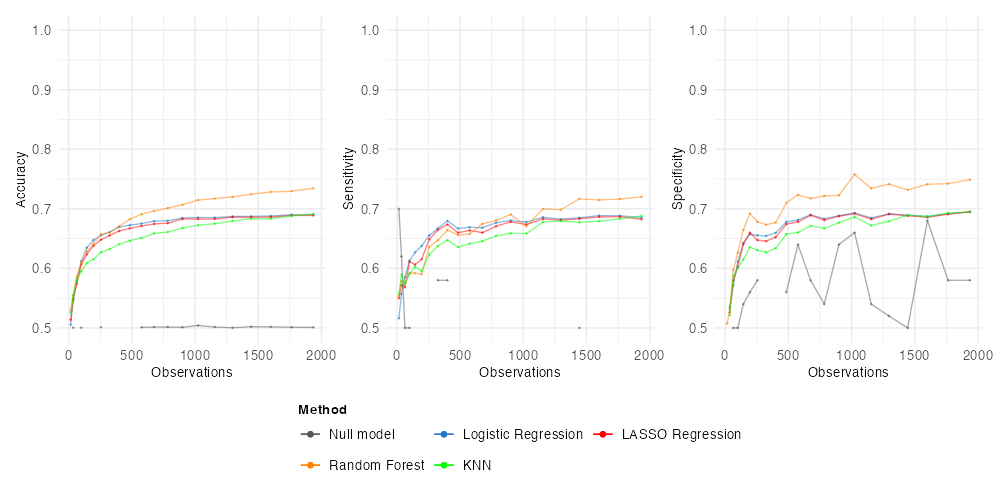 Accuracy
1.0
0.9
0.8
0.7
0.6
0.5
0 500 1000 1500 2000
Observations
Sensitivity
1.0
0.9
0.8
0.7
0.6
0.5
0 500 1000 1500 2000
Observations
Specificity
1.0
0.9
0.8
0.7
0.6
0.5
0 500 1000 1500 2000
Observations
Method
Null model Logistic Regression LASSO Regression
Random Forest KNN